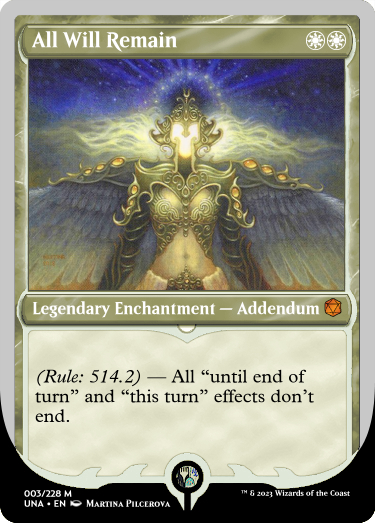 All Will Remain
Legendary Enchantment — Addendum
(Rule: 514.2) — All “until end of
turn” and “this turn” effects don’t
end.
003/228 M
UNA • EN Martina Pilcerova
™ & © 2023 Wizards of the Coast